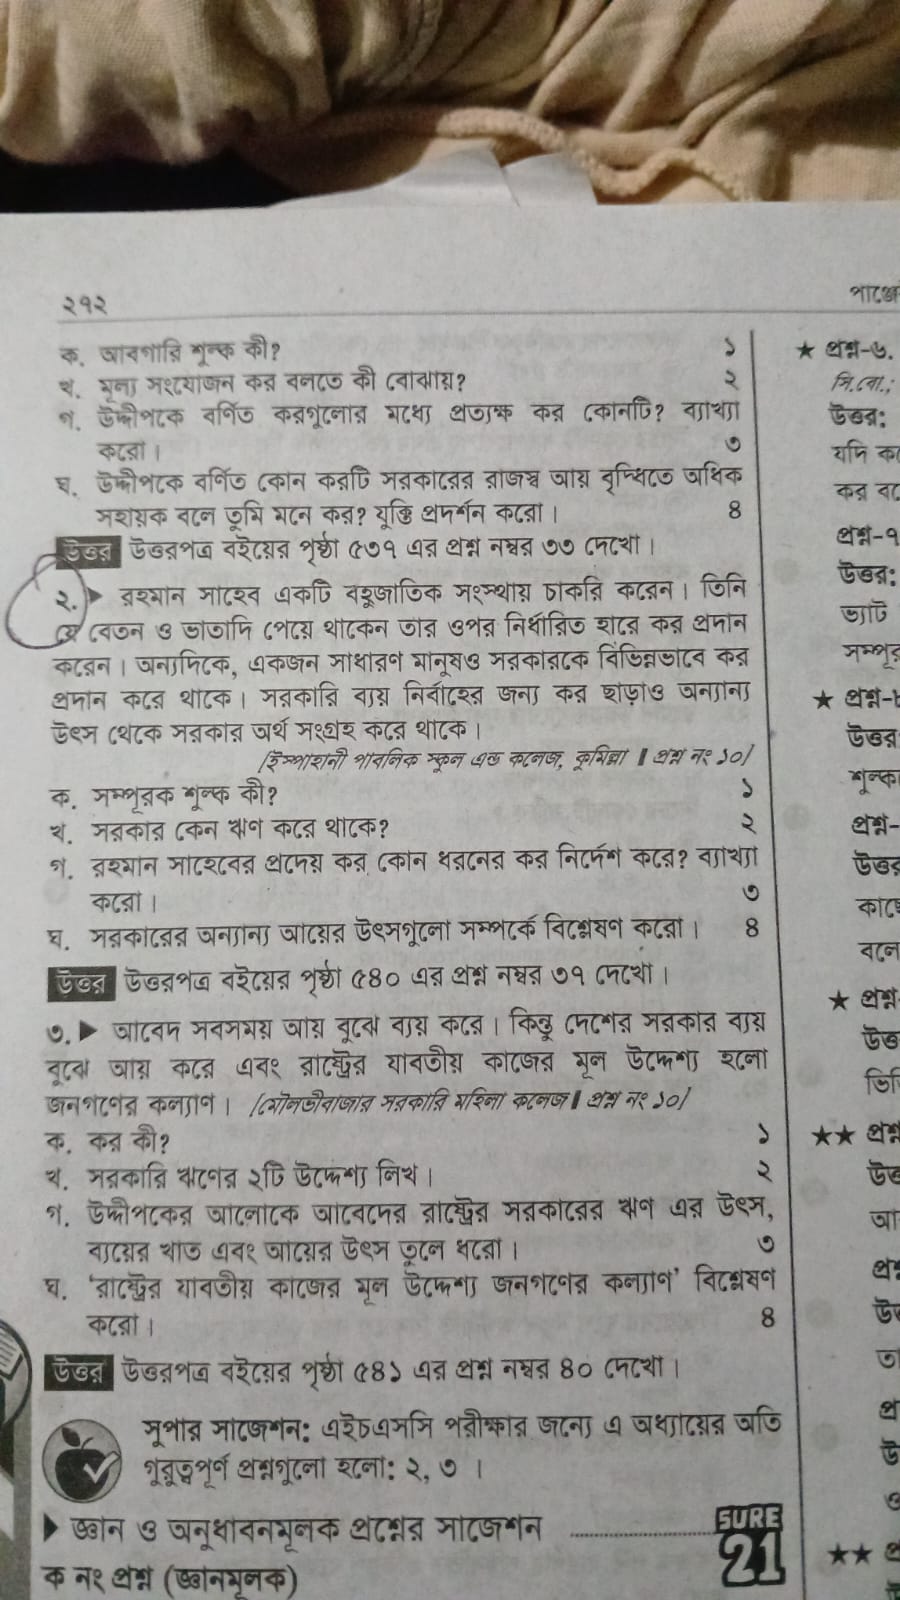 ২৭২
পাঞ্জে
ক. আবগারি শুল্ক কী? ১
খ. মূল্য সংযোজন কর বলতে কী বোঝায়? ২
গ. উদ্দীপকে বর্ণিত করগুলোর মধ্যে প্রত্যক্ষ কর কোনটি? ব্যাখ্যা
করো। ৩
ঘ. উদ্দীপকে বর্ণিত কোন করটি সরকারের রাজস্ব আয় বৃদ্ধিতে অধিক
সহায়ক বলে তুমি মনে কর? যুক্তি প্রদর্শন করো। ৪
উত্তর উত্তরপত্র বইয়ের পৃষ্ঠা ৫৩৭ এর প্রশ্ন নম্বর ৩৩ দেখো।
২.▶ রহমান সাহেব একটি বহুজাতিক সংস্থায় চাকরি করেন। তিনি
যে বেতন ও ভাতাদি পেয়ে থাকেন তার ওপর নির্ধারিত হারে কর প্রদান
করেন। অন্যদিকে, একজন সাধারণ মানুষও সরকারকে বিভিন্নভাবে কর
প্রদান করে থাকে। সরকারি ব্যয় নির্বাহের জন্য কর ছাড়াও অন্যান্য
উৎস থেকে সরকার অর্থ সংগ্রহ করে থাকে।
/ইস্পাহানী পাবলিক স্কুল এন্ড কলেজ, কুমিল্লা ‖ প্রশ্ন নং ১০/
ক. সম্পূরক শুল্ক কী? ১
খ. সরকার কেন ঋণ করে থাকে? ২
গ. রহমান সাহেবের প্রদেয় কর কোন ধরনের কর নির্দেশ করে? ব্যাখ্যা
করো। ৩
ঘ. সরকারের অন্যান্য আয়ের উৎসগুলো সম্পর্কে বিশ্লেষণ করো। ৪
উত্তর উত্তরপত্র বইয়ের পৃষ্ঠা ৫৪০ এর প্রশ্ন নম্বর ৩৭ দেখো।
৩.▶ আবেদ সবসময় আয় বুঝে ব্যয় করে। কিন্তু দেশের সরকার ব্যয়
বুঝে আয় করে এবং রাষ্ট্রের যাবতীয় কাজের মূল উদ্দেশ্য হলো
জনগণের কল্যাণ। /মৌলভীবাজার সরকারি মহিলা কলেজ‖ প্রশ্ন নং ১০/
ক. কর কী? ১
খ. সরকারি ঋণের ২টি উদ্দেশ্য লিখ। ২
গ. উদ্দীপকের আলোকে আবেদের রাষ্ট্রের সরকারের ঋণ এর উৎস,
ব্যয়ের খাত এবং আয়ের উৎস তুলে ধরো। ৩
ঘ. ‘রাষ্ট্রের যাবতীয় কাজের মূল উদ্দেশ্য জনগণের কল্যাণ’ বিশ্লেষণ
করো। ৪
উত্তর উত্তরপত্র বইয়ের পৃষ্ঠা ৫৪১ এর প্রশ্ন নম্বর ৪০ দেখো।
সুপার সাজেশন: এইচএসসি পরীক্ষার জন্যে এ অধ্যায়ের অতি
গুরুত্বপূর্ণ প্রশ্নগুলো হলো: ২, ৩ ।
▶ জ্ঞান ও অনুধাবনমূলক প্রশ্নের সাজেশন SURE 21
ক নং প্রশ্ন (জ্ঞানমূলক)
★ প্রশ্ন-৬.
সি.বো.;
উত্তর:
যদি ক
কর ব
প্রশ্ন-৭
উত্তর:
ভ্যাট
সম্পূর
★ প্রশ্ন-৮
উত্তর
শুল্ক
প্রশ্ন-
উত্তর
কাছে
বলে
★ প্রশ্ন
উত্ত
ভি
★★ প্রশ্ন